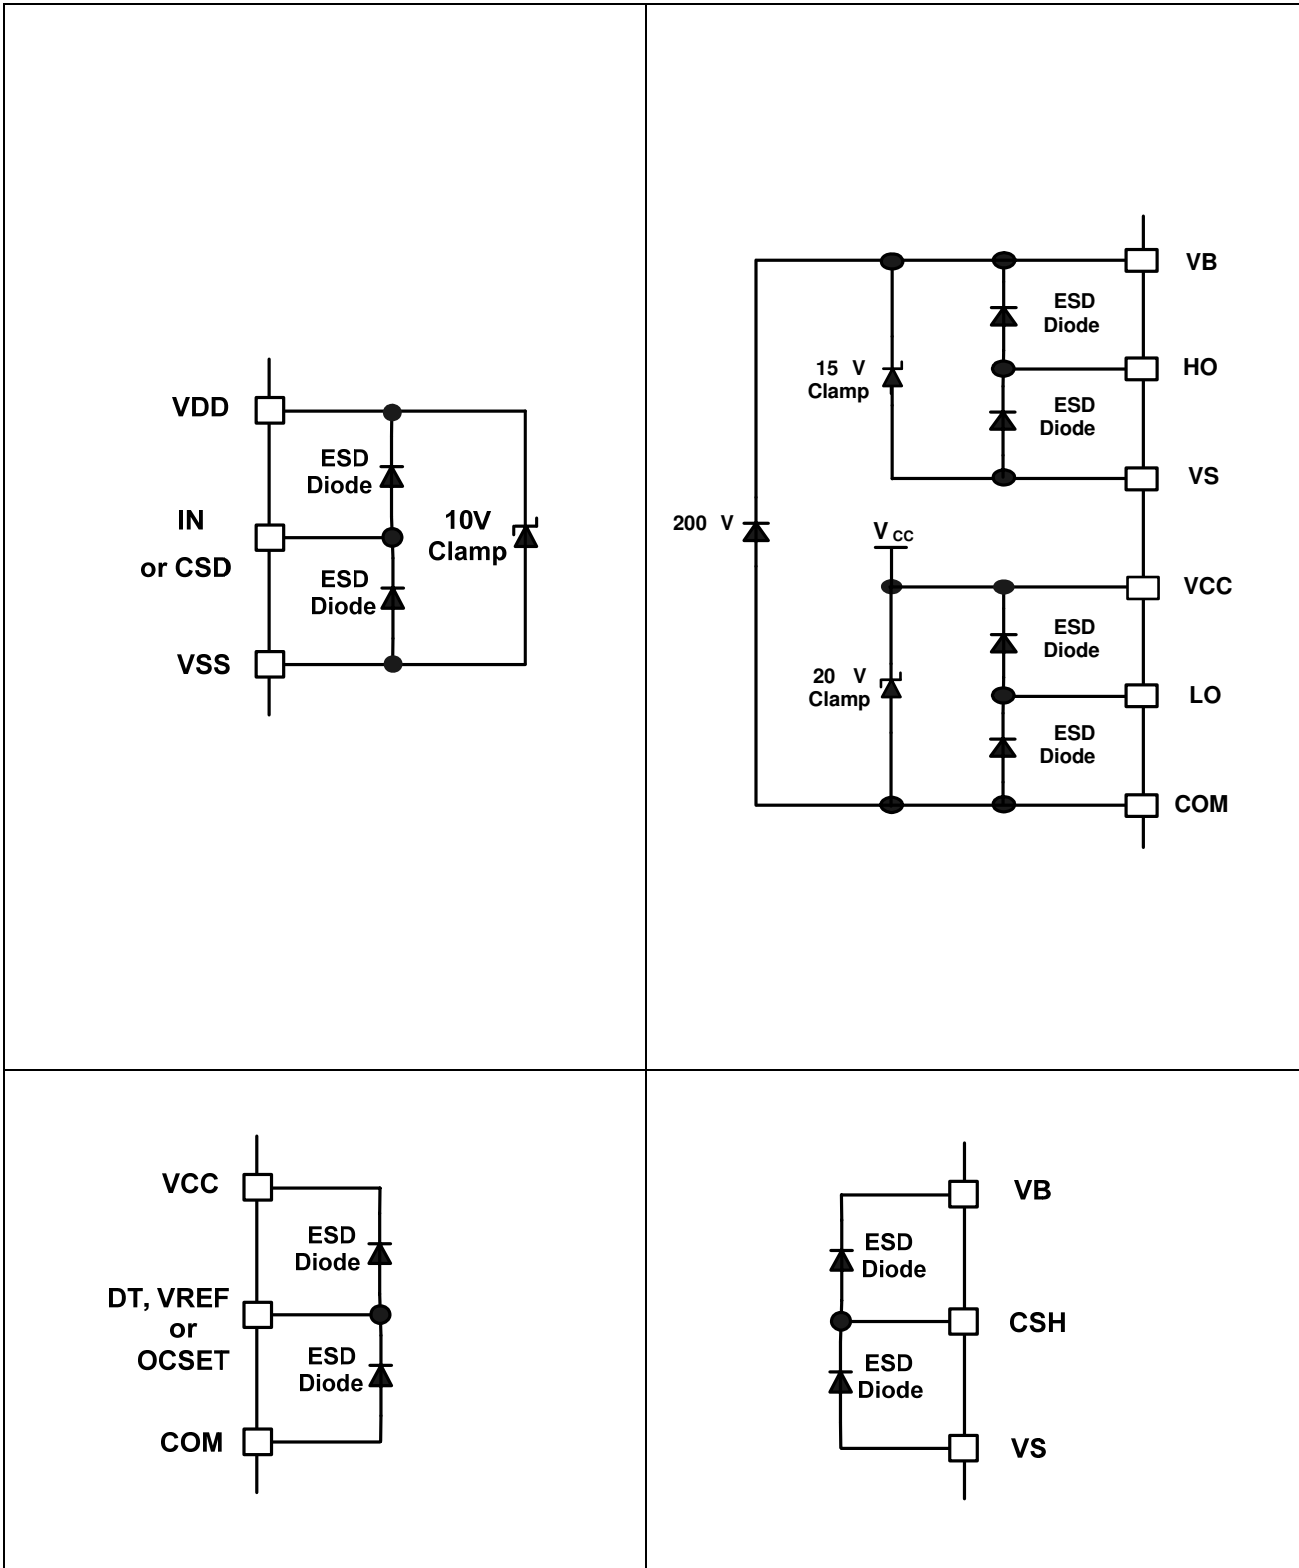 VDD
ESD
Diode
IN
or CSD
10V
Clamp
ESD
Diode
VSS
VB
ESD
Diode
15 V
Clamp
HO
ESD
Diode
VS
200 V
VCC
VCC
ESD
Diode
20 V
Clamp
LO
ESD
Diode
COM
VCC
ESD
Diode
DT, VREF
or
OCSET
ESD
Diode
COM
VB
ESD
Diode
CSH
ESD
Diode
VS